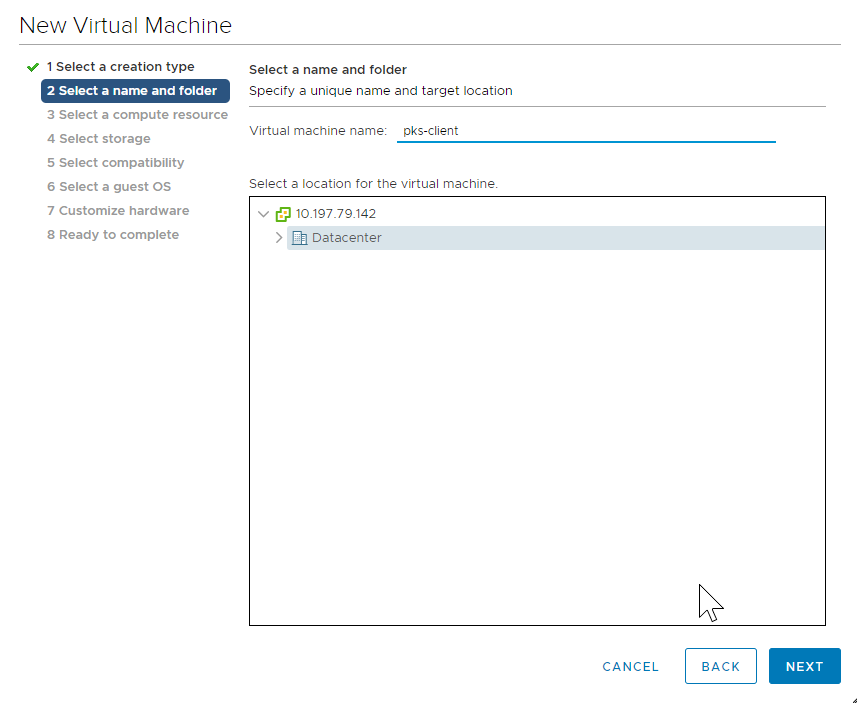 New Virtual Machine
1 Select a creation type
2 Select a name and folder
3 Select a compute resource
4 Select storage
5 Select compatibility
6 Select a guest OS
7 Customize hardware
8 Ready to complete
Select a name and folder
Specify a unique name and target location
Virtual machine name: pks-client
Select a location for the virtual machine.
10.197.79.142
Datacenter
CANCEL BACK NEXT